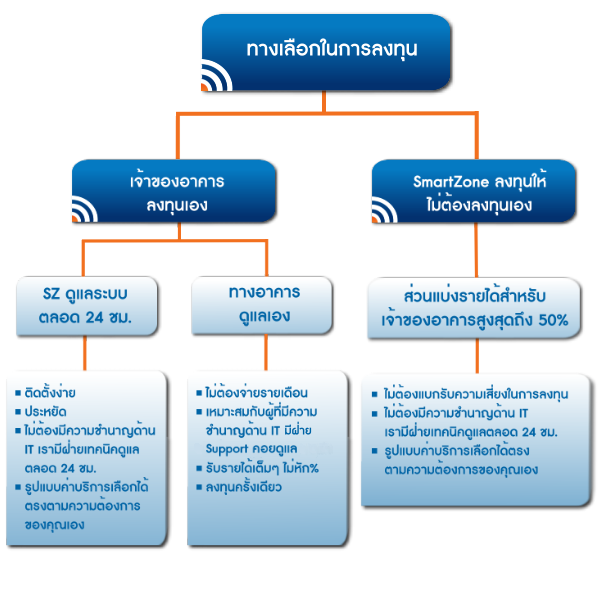 ทางเลือกในการลงทุน
เจ้าของอาคาร
ลงทุนเอง
SmartZone ลงทุนให้
ไม่ต้องลงทุนเอง
SZ ดูแลระบบ
ตลอด 24 ชม.
ทางอาคาร
ดูแลเอง
ส่วนแบ่งรายได้สำหรับ
เจ้าของอาคารสูงสุดถึง 50%
ติดตั้งง่าย
ประหยัด
ไม่ต้องมีความชำนาญด้าน
IT เรามีฝ่ายเทคนิคดูแล
ตลอด 24 ชม.
รูปแบบค่าบริการเลือกได้
ตรงตามความต้องการ
ของคุณเอง
ไม่ต้องจ่ายรายเดือน
เหมาะสมกับผู้ที่มีความ
ชำนาญด้าน IT มีฝ่าย
Support คอยดูแล
รับรายได้เต็มๆ ไม่หัก%
ลงทุนครั้งเดียว
ไม่ต้องแบกรับความเสี่ยงในการลงทุน
ไม่ต้องมีความชำนาญด้าน IT
เรามีฝ่ายเทคนิคดูแลตลอด 24 ชม.
รูปแบบค่าบริการเลือกได้ตรง
ตามความต้องการของคุณเอง